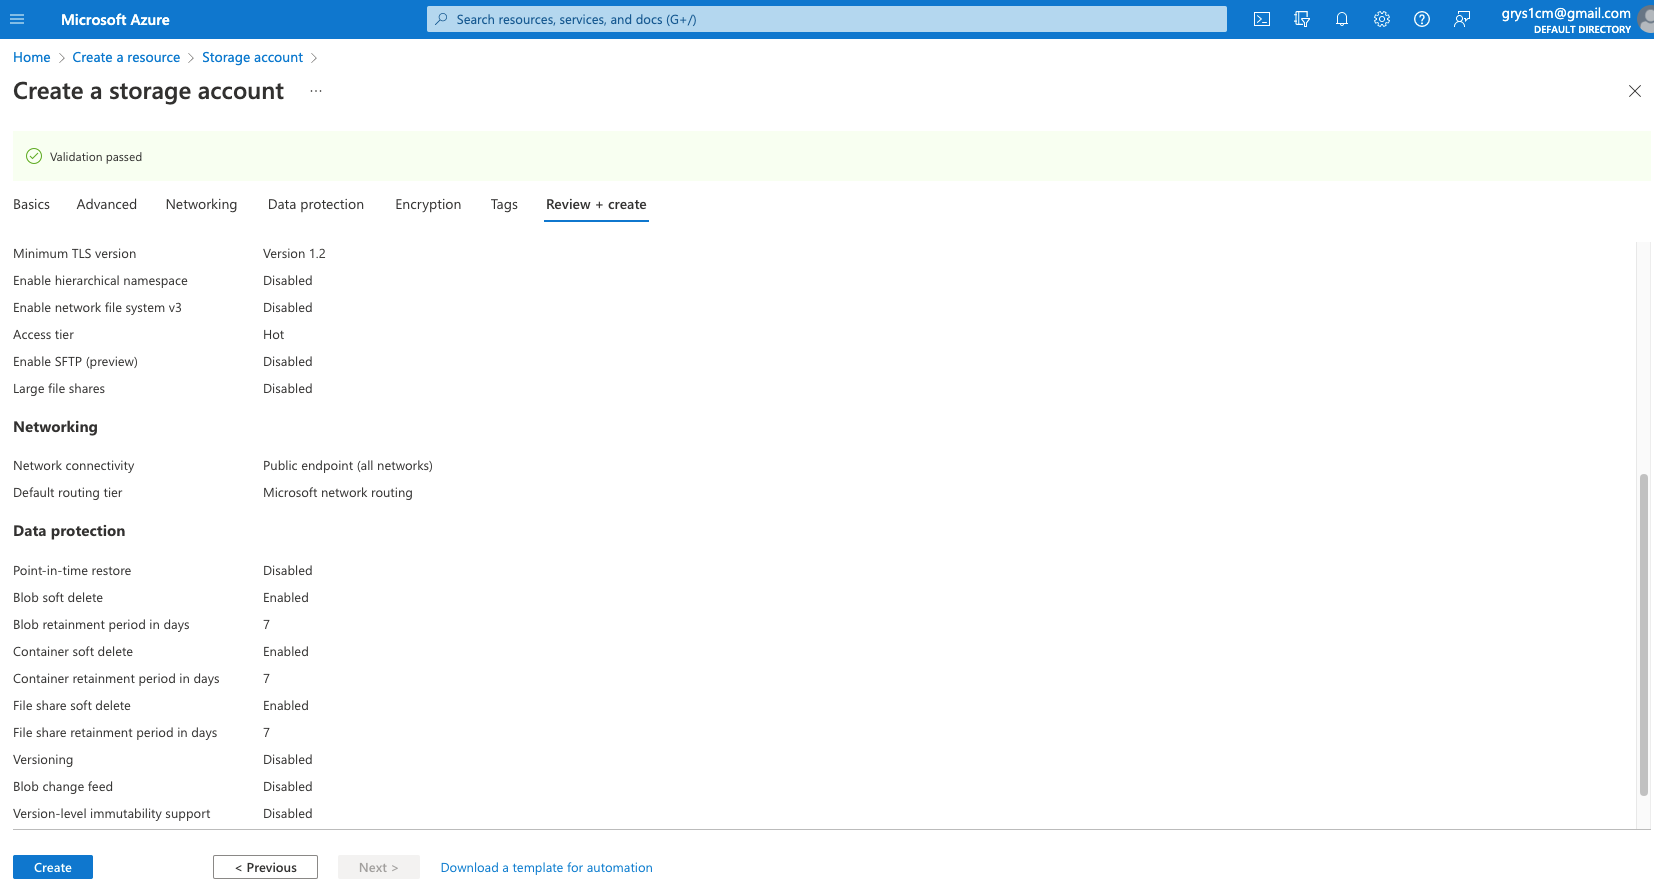 Microsoft Azure
Search resources, services, and docs (G+/)
grys1cm@gmail.com
DEFAULT DIRECTORY
Home > Create a resource > Storage account >
Create a storage account ...
Validation passed
Basics Advanced Networking Data protection Encryption Tags Review + create
Minimum TLS version Version 1.2
Enable hierarchical namespace Disabled
Enable network file system v3 Disabled
Access tier Hot
Enable SFTP (preview) Disabled
Large file shares Disabled
Networking
Network connectivity Public endpoint (all networks)
Default routing tier Microsoft network routing
Data protection
Point-in-time restore Disabled
Blob soft delete Enabled
Blob retainment period in days 7
Container soft delete Enabled
Container retainment period in days 7
File share soft delete Enabled
File share retainment period in days 7
Versioning Disabled
Blob change feed Disabled
Version-level immutability support Disabled
Create < Previous Next > Download a template for automation